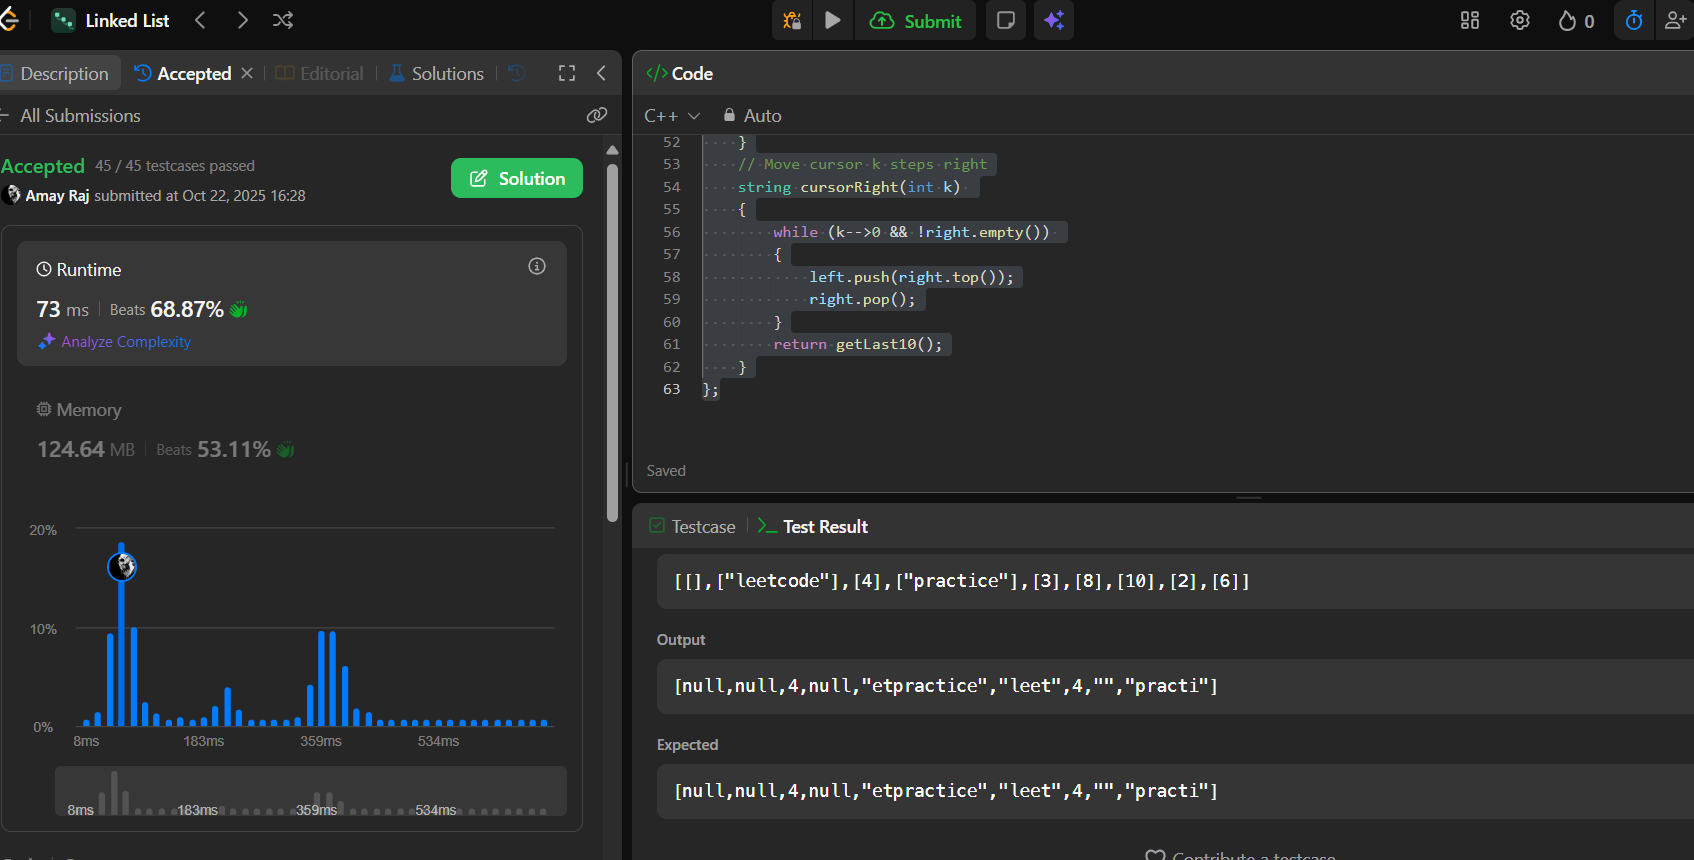 Linked List
Submit
0
Description
Accepted
Editorial
Solutions
All Submissions
Accepted 45 / 45 testcases passed
Amay Raj submitted at Oct 22, 2025 16:28
Solution
Runtime
73 ms Beats 68.87%
Analyze Complexity
Memory
124.64 MB Beats 53.11%
20%
10%
0%
8ms 183ms 359ms 534ms
8ms 183ms 359ms 534ms
</> Code
C++ Auto
52 }
53 // Move cursor k steps right
54 string cursorRight(int k)
55 {
56 while (k-->0 && !right.empty())
57 {
58 left.push(right.top());
59 right.pop();
60 }
61 return getLast10();
62 }
63 };
Saved
Testcase
Test Result
[[],["leetcode"],[4],["practice"],[3],[8],[10],[2],[6]]
Output
[null,null,4,null,"etpractice","leet",4,"","practi"]
Expected
[null,null,4,null,"etpractice","leet",4,"","practi"]
Contribute a testcase